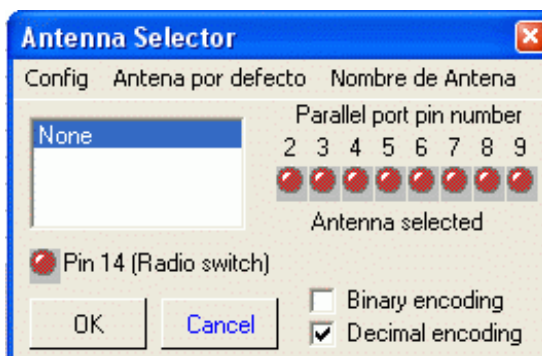 Antenna Selector
Config Antena por defecto Nombre de Antena
None
Parallel port pin number
2 3 4 5 6 7 8 9
Antenna selected
Pin 14 (Radio switch)
OK Cancel
Binary encoding
Decimal encoding